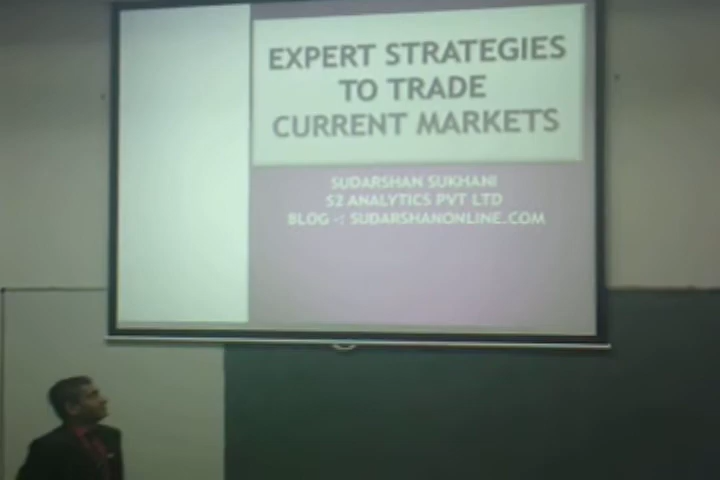 EXPERT STRATEGIES
TO TRADE
CURRENT MARKETS
SUDARSHAN SUKHANI
S2 ANALYTICS PVT LTD
BLOG -: SUDARSHANONLINE.COM